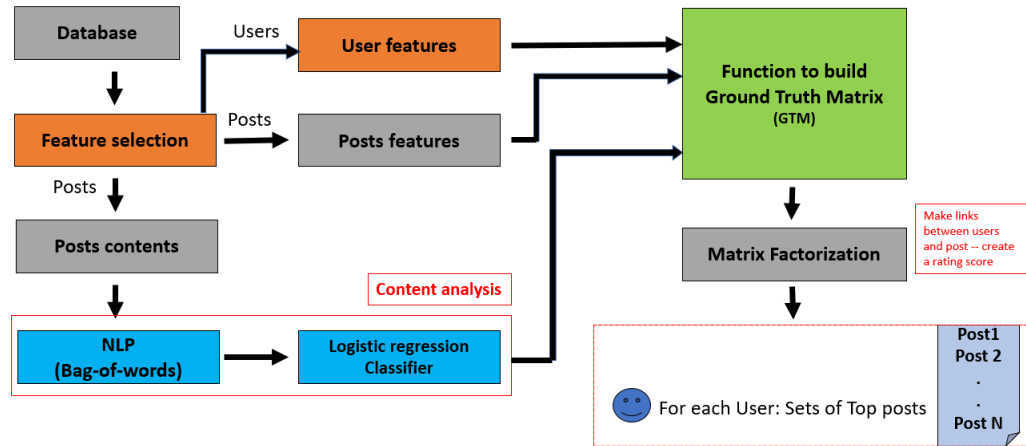 Database
Users
User features
Function to build
Ground Truth Matrix
(GTM)
Feature selection
Posts
Posts features
Posts
Posts contents
Make links
between users
and post -- create
a rating score
Matrix Factorization
Content analysis
NLP
(Bag-of-words)
Logistic regression
Classifier
For each User: Sets of Top posts
Post1
Post 2
.
.
Post N